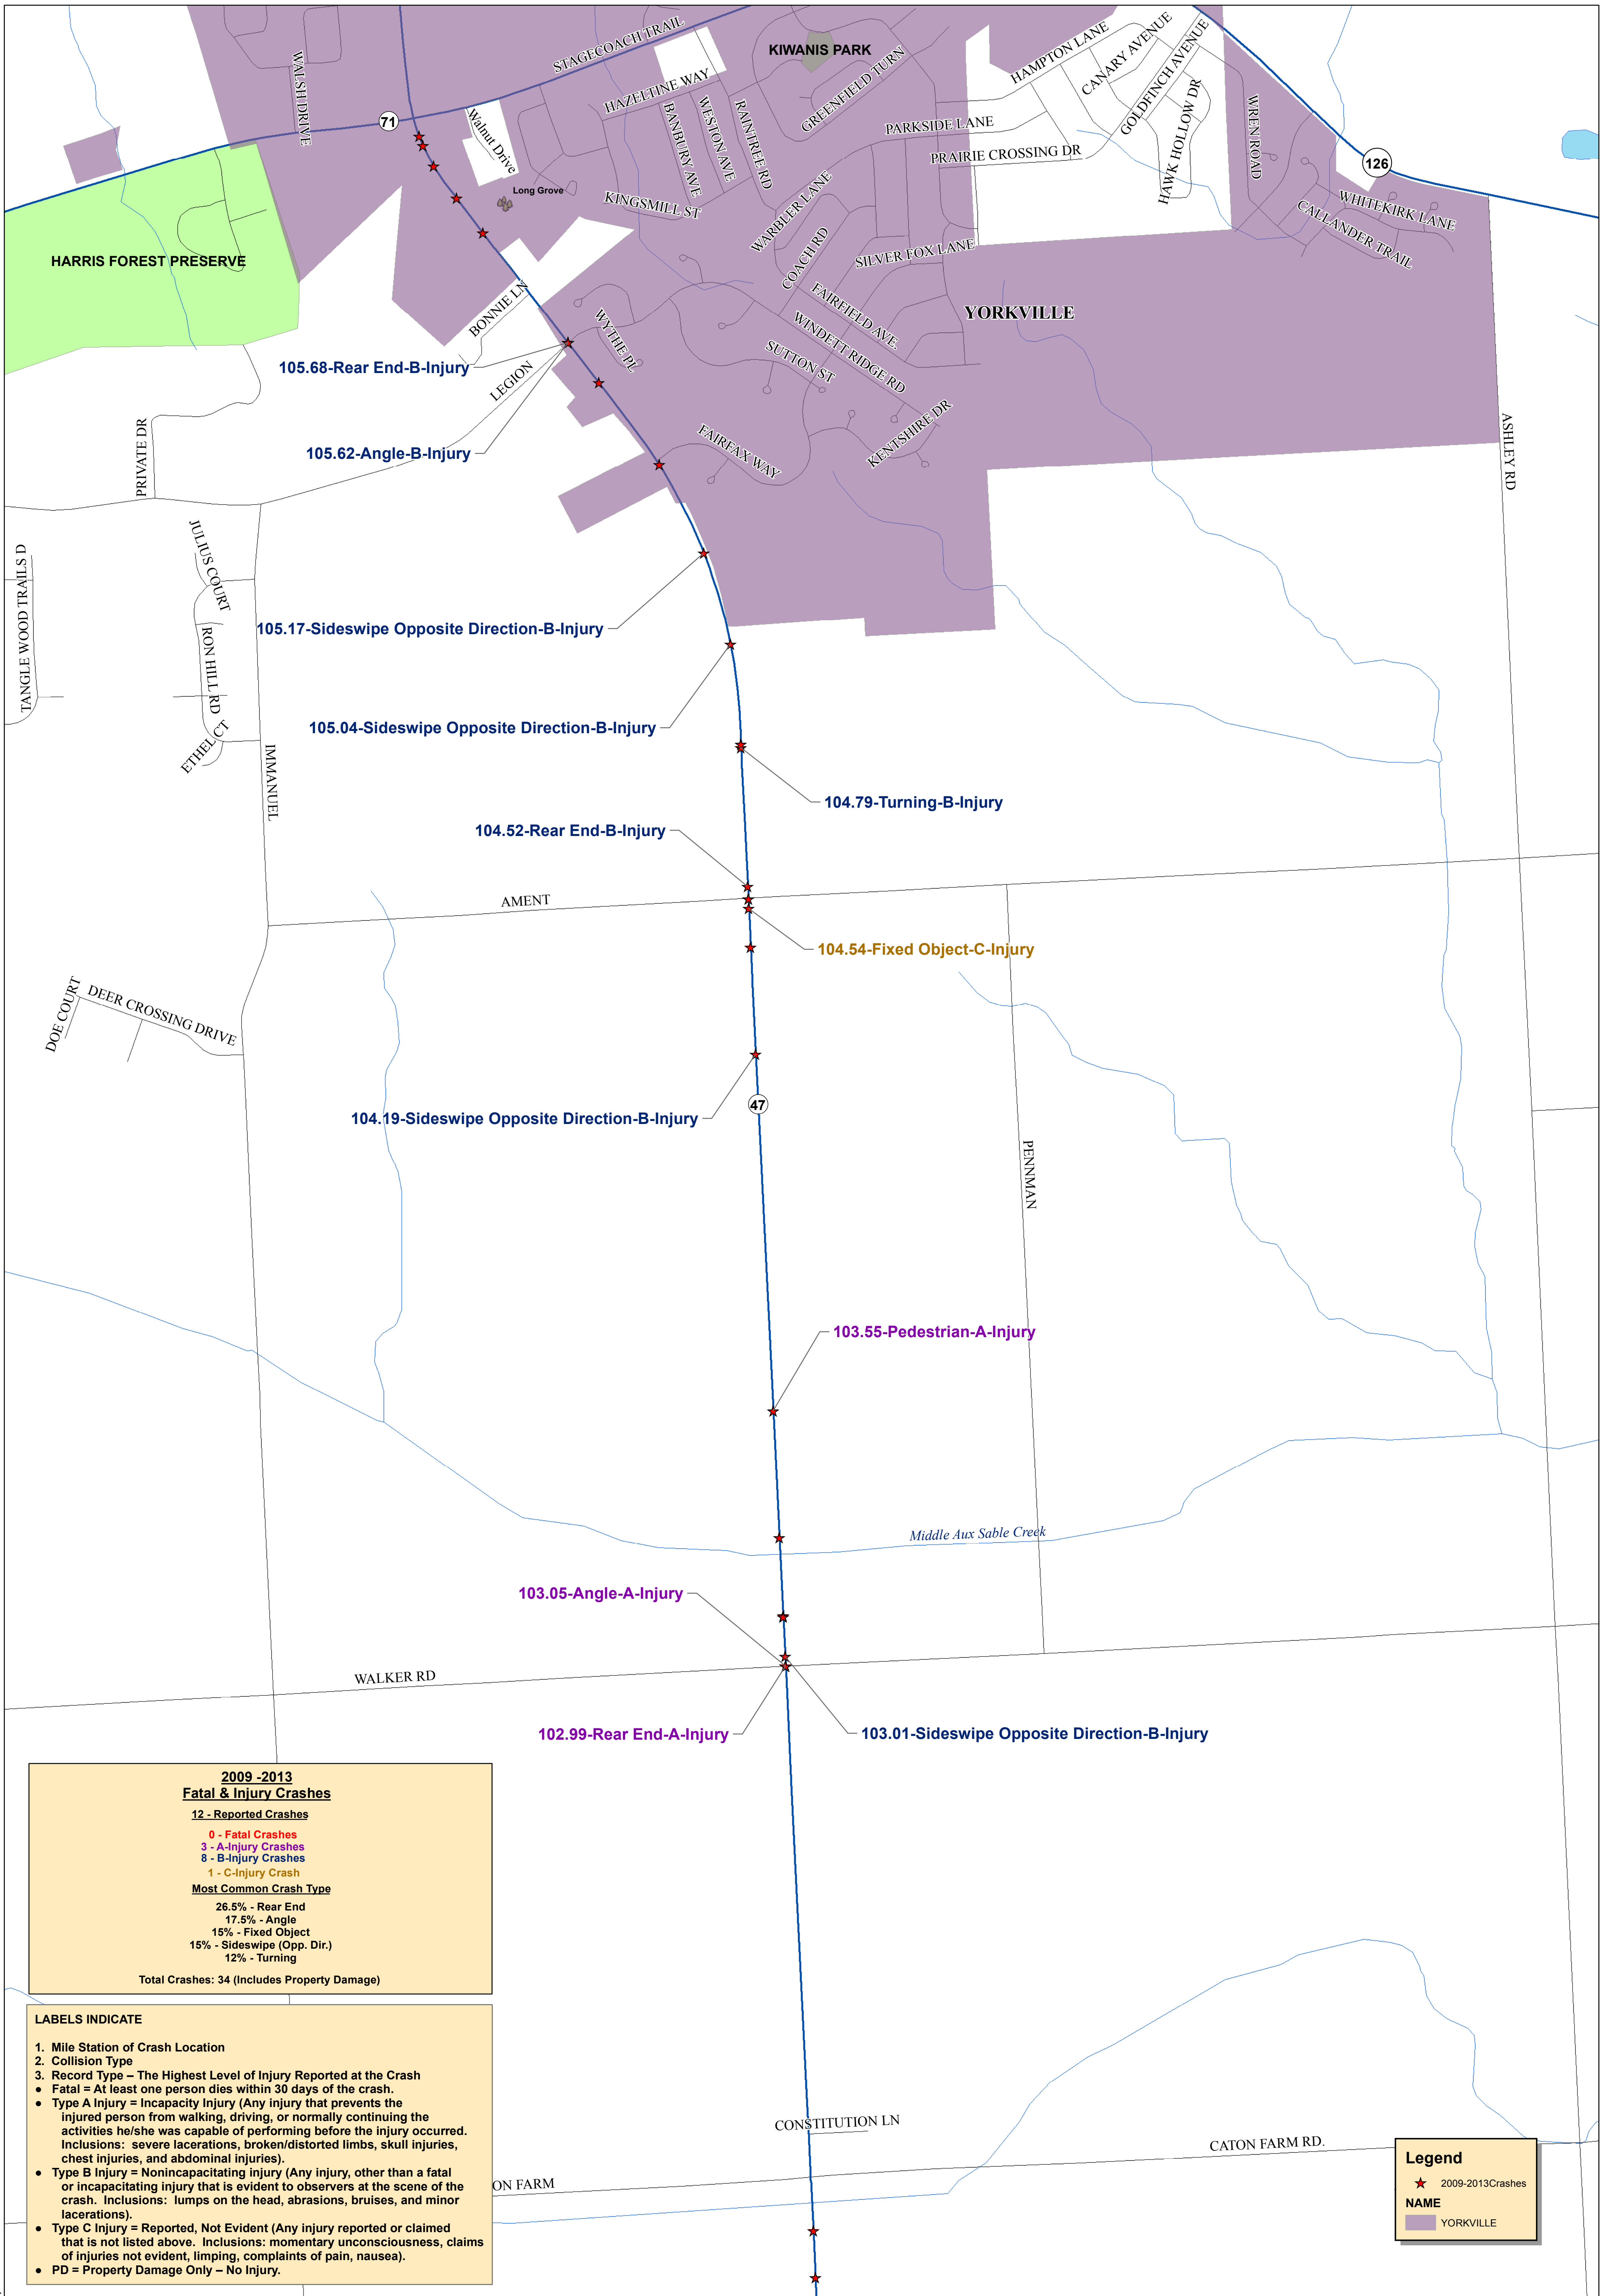 STAGECOACH TRAIL
KIWANIS PARK
HAMPTON LANE
CANARY AVENUE
GOLDFINCH AVENUE
WALSH DRIVE
HAZELTINE WAY
GREENFIELD TURN
HAWK HOLLOW DR
WREN ROAD
71
Walnut Drive
BANBURY AVE
WESTON AVE
RAINTREE RD
PARKSIDE LANE
PRAIRIE CROSSING DR
126
Long Grove
KINGSMILL ST
WARBLER LANE
WHITEKIRK LANE
CALLANDER TRAIL
HARRIS FOREST PRESERVE
COACH RD
SILVER FOX LANE
BONNIE LN
WYTHE PL
FAIRFIELD AVE.
YORKVILLE
WINDETT RIDGE RD
SUTTON ST
105.68-Rear End-B-Injury
LEGION
KENTSHIRE DR
ASHLEY RD
PRIVATE DR
105.62-Angle-B-Injury
FAIRFAX WAY
JULIUS COURT
TANGLE WOOD TRAILS D
105.17-Sideswipe Opposite Direction-B-Injury
RON HILL RD
105.04-Sideswipe Opposite Direction-B-Injury
ETHEL CT
IMMANUEL
104.79-Turning-B-Injury
104.52-Rear End-B-Injury
AMENT
104.54-Fixed Object-C-Injury
DOE COURT
DEER CROSSING DRIVE
47
104.19-Sideswipe Opposite Direction-B-Injury
PENNMAN
103.55-Pedestrian-A-Injury
Middle Aux Sable Creek
103.05-Angle-A-Injury
WALKER RD
102.99-Rear End-A-Injury
103.01-Sideswipe Opposite Direction-B-Injury
2009 -2013
Fatal & Injury Crashes
12 - Reported Crashes
0 - Fatal Crashes
3 - A-Injury Crashes
8 - B-Injury Crashes
1 - C-Injury Crash
Most Common Crash Type
26.5% - Rear End
17.5% - Angle
15% - Fixed Object
15% - Sideswipe (Opp. Dir.)
12% - Turning
Total Crashes: 34 (Includes Property Damage)
LABELS INDICATE
1. Mile Station of Crash Location
2. Collision Type
3. Record Type – The Highest Level of Injury Reported at the Crash
● Fatal = At least one person dies within 30 days of the crash.
● Type A Injury = Incapacity Injury (Any injury that prevents the
injured person from walking, driving, or normally continuing the
activities he/she was capable of performing before the injury occurred.
Inclusions: severe lacerations, broken/distorted limbs, skull injuries,
chest injuries, and abdominal injuries).
● Type B Injury = Nonincapacitating injury (Any injury, other than a fatal
or incapacitating injury that is evident to observers at the scene of the
crash. Inclusions: lumps on the head, abrasions, bruises, and minor
lacerations).
● Type C Injury = Reported, Not Evident (Any injury reported or claimed
that is not listed above. Inclusions: momentary unconsciousness, claims
of injuries not evident, limping, complaints of pain, nausea).
● PD = Property Damage Only – No Injury.
CONSTITUTION LN
CATON FARM RD.
ON FARM
Legend
2009-2013Crashes
NAME
YORKVILLE